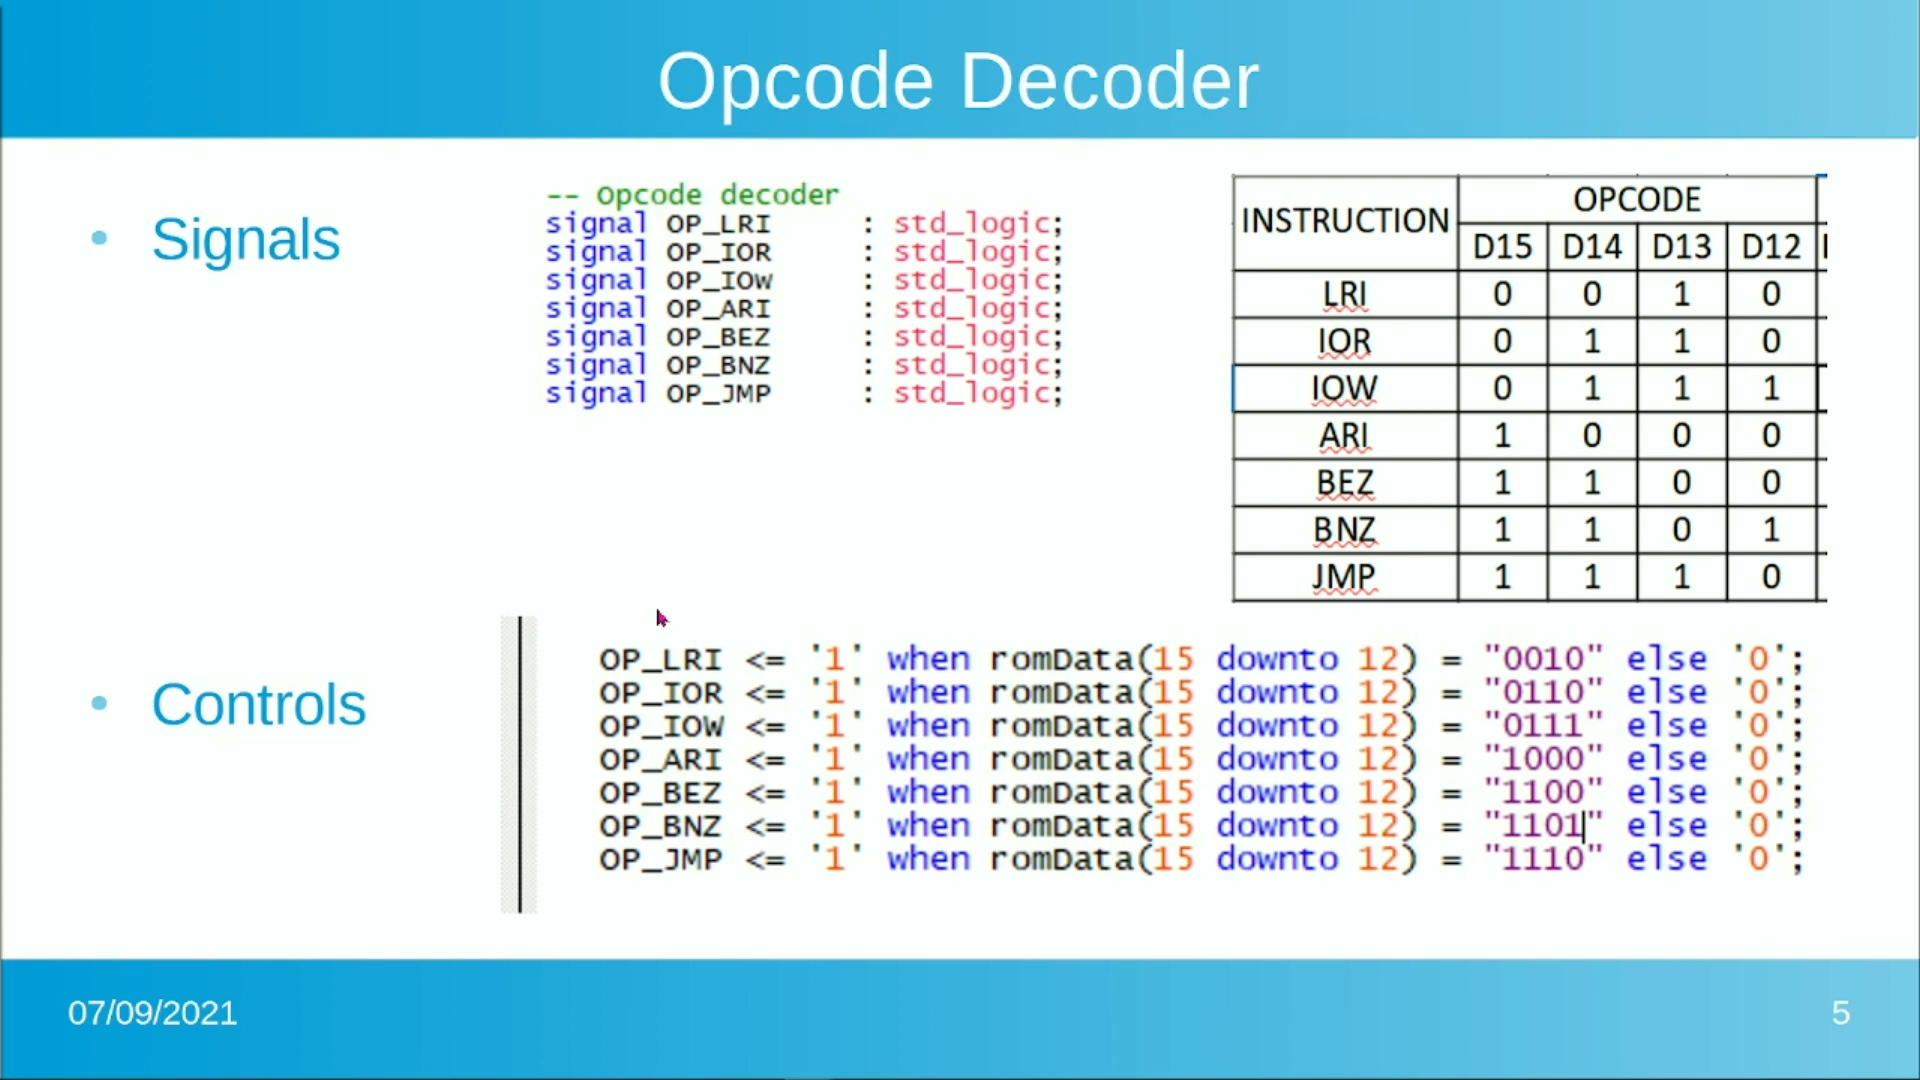 Opcode Decoder
• Signals
-- Opcode decoder
signal OP_LRI : std_logic;
signal OP_IOR : std_logic;
signal OP_IOw : std_logic;
signal OP_ARI : std_logic;
signal OP_BEZ : std_logic;
signal OP_BNZ : std_logic;
signal OP_JMP : std_logic;
INSTRUCTION OPCODE
D15 D14 D13 D12
LRI 0 0 1 0
IOR 0 1 1 0
IOW 0 1 1 1
ARI 1 0 0 0
BEZ 1 1 0 0
BNZ 1 1 0 1
JMP 1 1 1 0
• Controls
OP_LRI <= '1' when romData(15 downto 12) = "0010" else '0';
OP_IOR <= '1' when romData(15 downto 12) = "0110" else '0';
OP_IOW <= '1' when romData(15 downto 12) = "0111" else '0';
OP_ARI <= '1' when romData(15 downto 12) = "1000" else '0';
OP_BEZ <= '1' when romData(15 downto 12) = "1100" else '0';
OP_BNZ <= '1' when romData(15 downto 12) = "1101" else '0';
OP_JMP <= '1' when romData(15 downto 12) = "1110" else '0';
07/09/2021
5